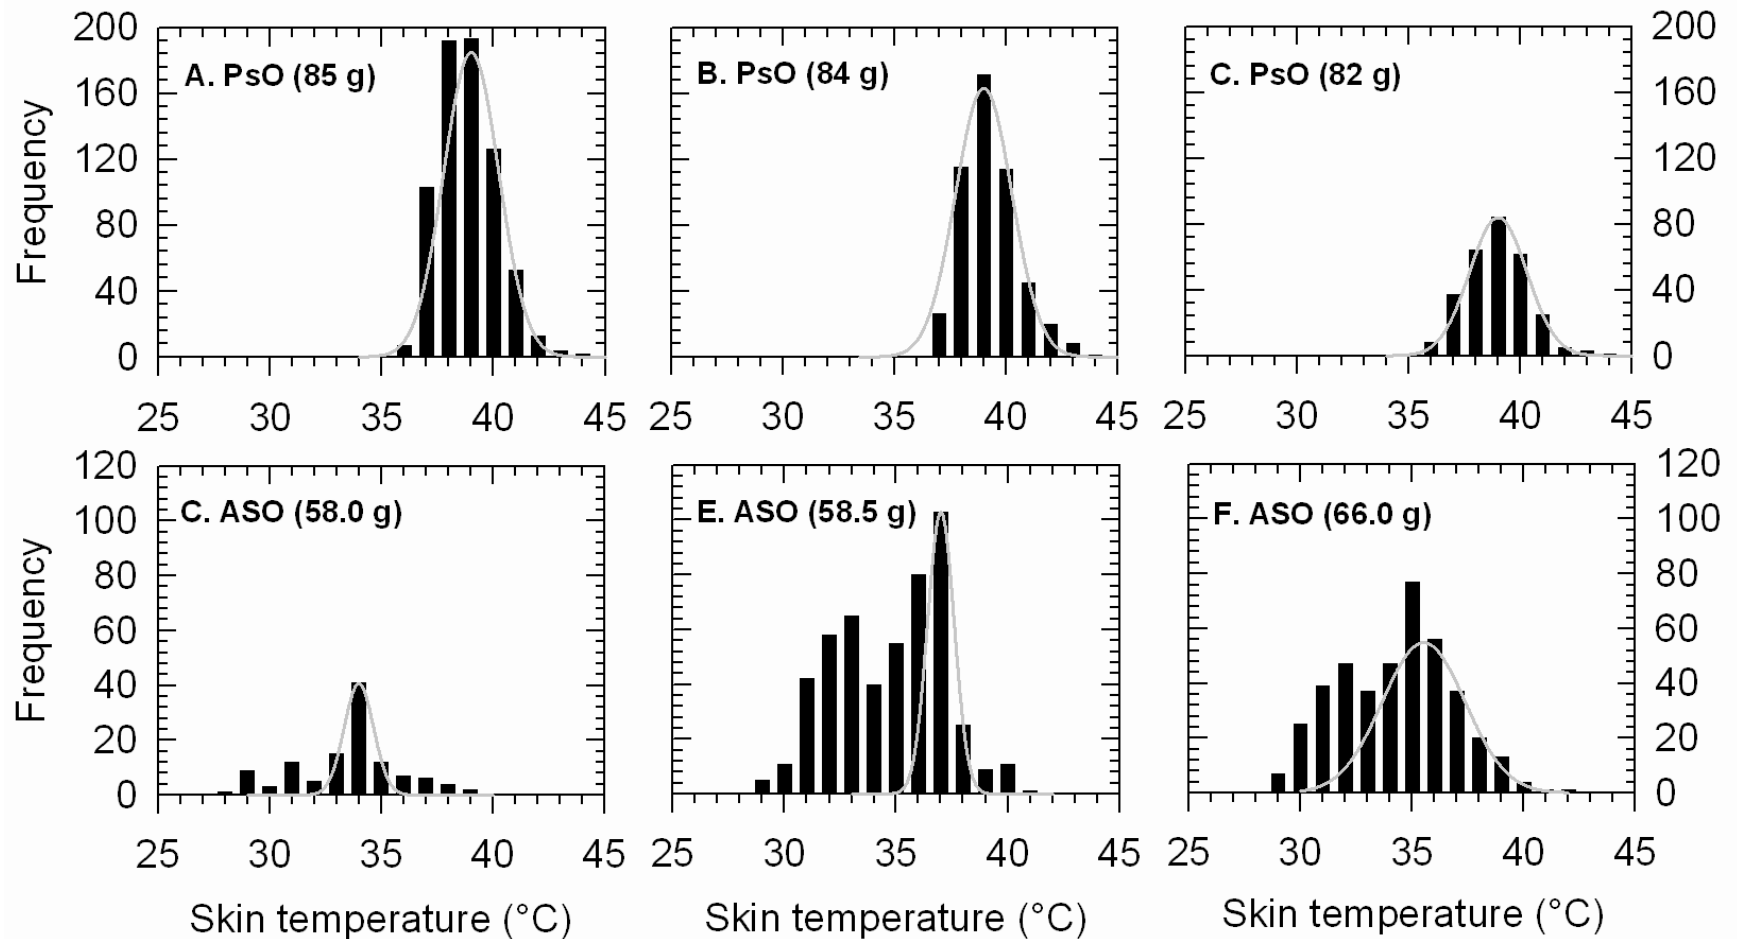 200
160
120
80
40
0
Frequency
A. PsO (85 g)
25 30 35 40 45
B. PsO (84 g)
25 30 35 40 45
C. PsO (82 g)
25 30 35 40 45
200
160
120
80
40
0
120
100
80
60
40
20
0
Frequency
C. ASO (58.0 g)
25 30 35 40 45
Skin temperature (°C)
E. ASO (58.5 g)
25 30 35 40 45
Skin temperature (°C)
F. ASO (66.0 g)
25 30 35 40 45
Skin temperature (°C)
120
100
80
60
40
20
0